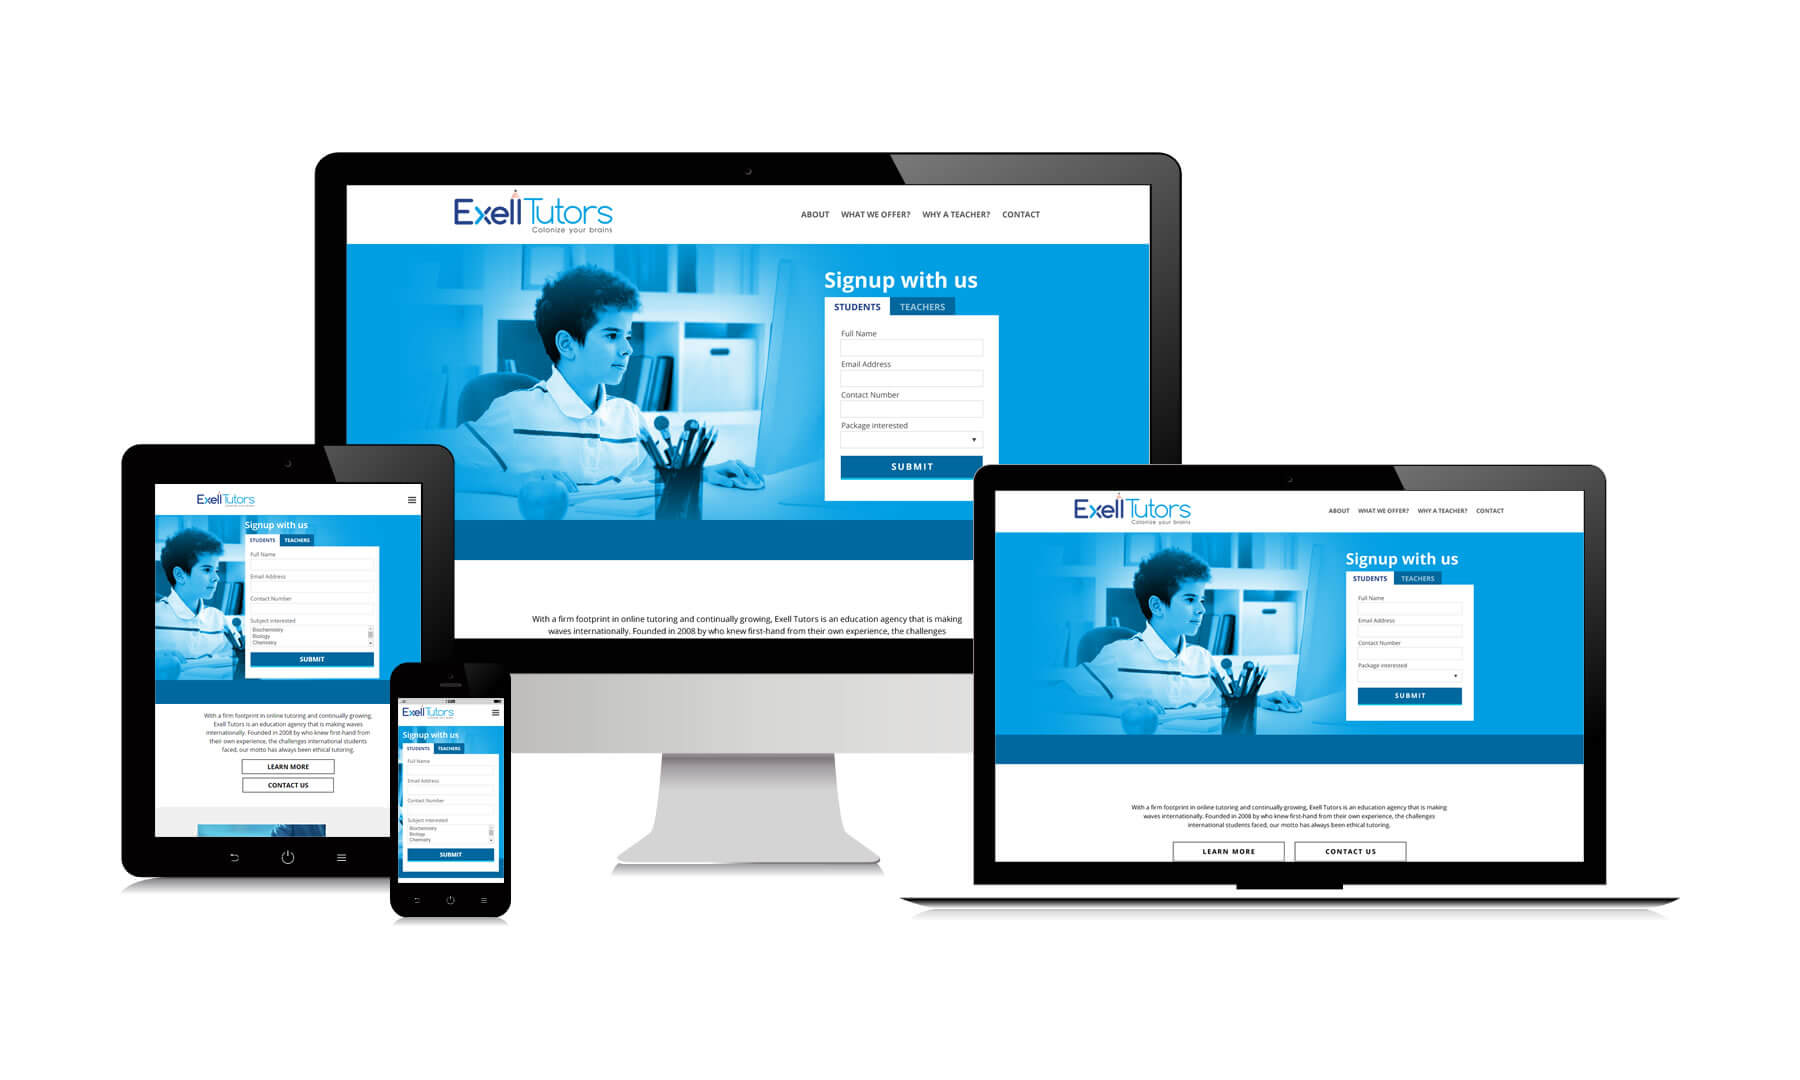 Exell Tutors
Colonize your brains
ABOUT WHAT WE OFFER? WHY A TEACHER? CONTACT
Signup with us
STUDENTS TEACHERS
Full Name
Email Address
Contact Number
Package interested
SUBMIT
With a firm footprint in online tutoring and continually growing, Exell Tutors is an education agency that is making
waves internationally. Founded in 2008 by who knew first-hand from their own experience, the challenges
Exell Tutors
Signup with us
STUDENTS TEACHERS
Full Name
Email Address
Contact Number
Subject interested
Biochemistry
Biology
Chemistry
SUBMIT
With a firm footprint in online tutoring and continually growing,
Exell Tutors is an education agency that is making waves
internationally. Founded in 2008 by who knew first-hand from
their own experience, the challenges international students
faced, our motto has always been ethical tutoring.
LEARN MORE
CONTACT US
Exell Tutors
Signup with us
STUDENTS TEACHERS
Full Name
Email Address
Contact Number
Subject interested
Biochemistry
Biology
Chemistry
SUBMIT
Exell Tutors
Colonize your brains
ABOUT WHAT WE OFFER? WHY A TEACHER? CONTACT
Signup with us
STUDENTS TEACHERS
Full Name
Email Address
Contact Number
Package interested
SUBMIT
With a firm footprint in online tutoring and continually growing, Exell Tutors is an education agency that is making
waves internationally. Founded in 2008 by who knew first-hand from their own experience, the challenges
international students faced, our motto has always been ethical tutoring.
LEARN MORE CONTACT US